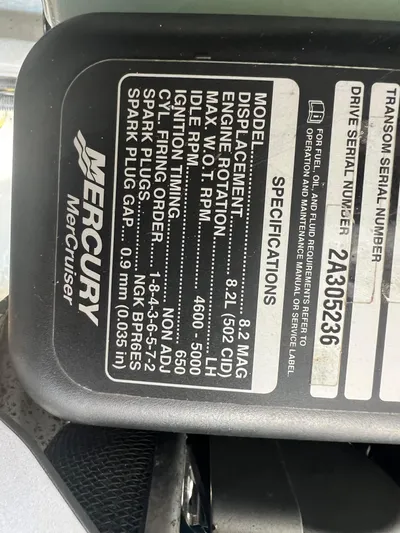 TRANSOM SERIAL NUMBER
DRIVE SERIAL NUMBER 2A305236
FOR FUEL, OIL, AND FLUID REQUIREMENTS REFER TO
OPERATION AND MAINTENANCE MANUAL OR SERVICE LABEL
SPECIFICATIONS
MODEL.......................... 8.2 MAG
DISPLACEMENT.......... 8.2L (502 CID)
ENGINE ROTATION..................... LH
MAX. W.O.T. RPM........... 4600 - 5000
IDLE RPM.............................. 650
IGNITION TIMING............... NON ADJ
CYL. FIRING ORDER... 1-8-4-3-6-5-7-2
SPARK PLUGS............. NGK BPR6ES
SPARK PLUG GAP.... 0.9 mm (0.035 in)
MERCURY
MerCruiser